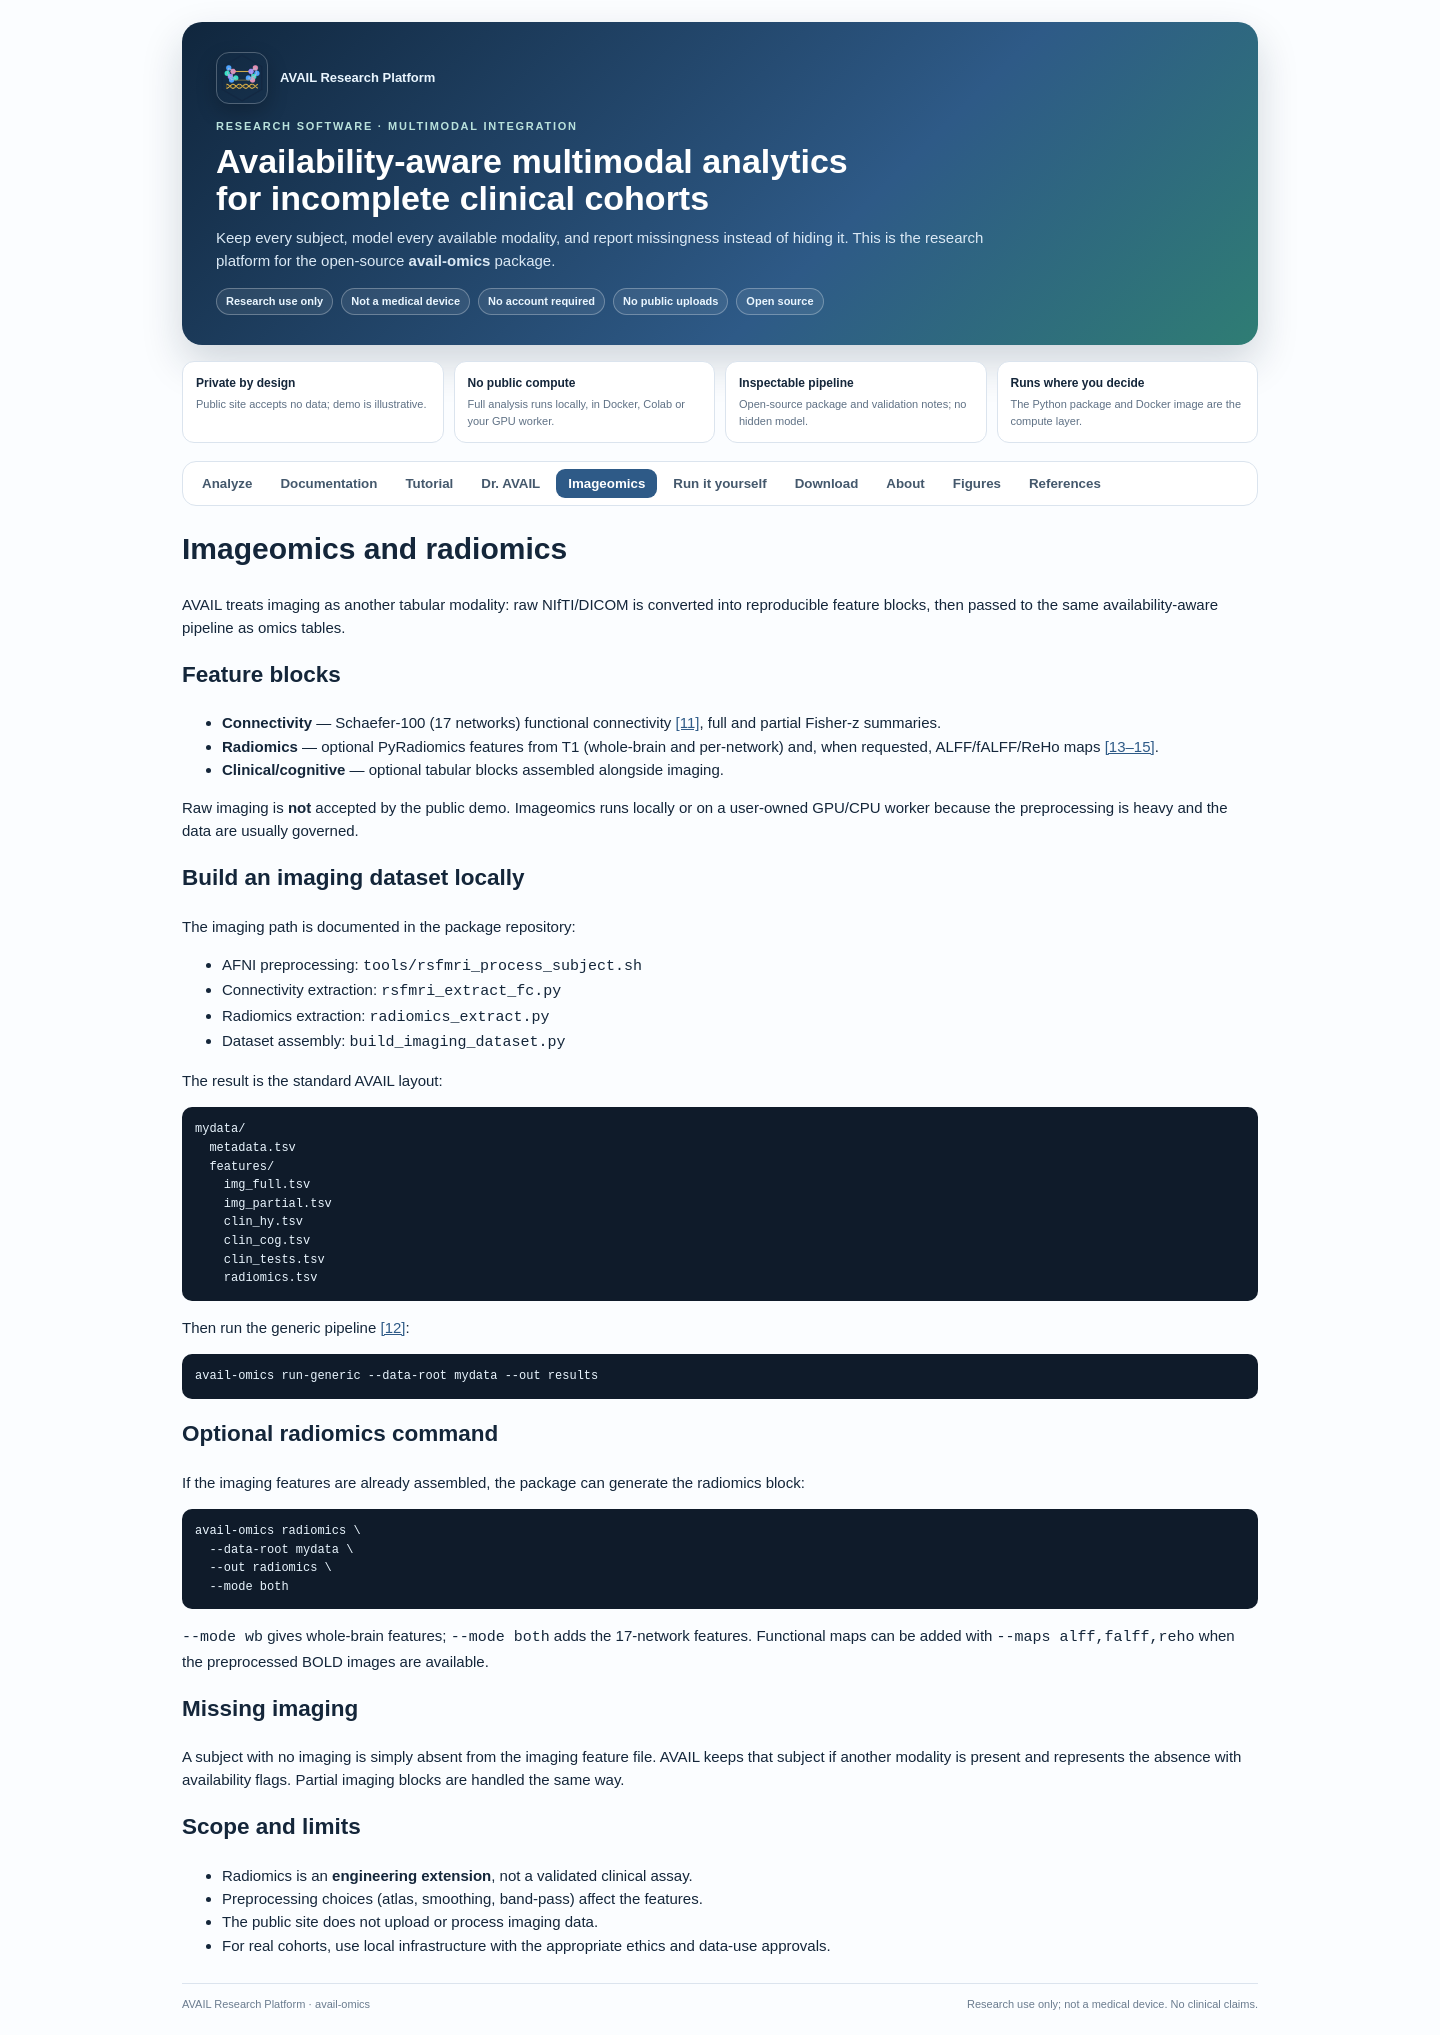 AVAIL Research Platform
RESEARCH SOFTWARE · MULTIMODAL INTEGRATION
Availability-aware multimodal analytics
for incomplete clinical cohorts
Keep every subject, model every available modality, and report missingness instead of hiding it. This is the research
platform for the open-source avail-omics package.
Research use only
Not a medical device
No account required
No public uploads
Open source
Private by design
Public site accepts no data; demo is illustrative.
No public compute
Full analysis runs locally, in Docker, Colab or
your GPU worker.
Inspectable pipeline
Open-source package and validation notes; no
hidden model.
Runs where you decide
The Python package and Docker image are the
compute layer.
Analyze Documentation Tutorial Dr. AVAIL Imageomics Run it yourself Download About Figures References
Imageomics and radiomics
AVAIL treats imaging as another tabular modality: raw NIfTI/DICOM is converted into reproducible feature blocks, then passed to the same availability-aware
pipeline as omics tables.
Feature blocks
• Connectivity — Schaefer-100 (17 networks) functional connectivity [11], full and partial Fisher-z summaries.
• Radiomics — optional PyRadiomics features from T1 (whole-brain and per-network) and, when requested, ALFF/fALFF/ReHo maps [13–15].
• Clinical/cognitive — optional tabular blocks assembled alongside imaging.
Raw imaging is not accepted by the public demo. Imageomics runs locally or on a user-owned GPU/CPU worker because the preprocessing is heavy and the
data are usually governed.
Build an imaging dataset locally
The imaging path is documented in the package repository:
• AFNI preprocessing: tools/rsfmri_process_subject.sh
• Connectivity extraction: rsfmri_extract_fc.py
• Radiomics extraction: radiomics_extract.py
• Dataset assembly: build_imaging_dataset.py
The result is the standard AVAIL layout:
mydata/
  metadata.tsv
  features/
    img_full.tsv
    img_partial.tsv
    clin_hy.tsv
    clin_cog.tsv
    clin_tests.tsv
    radiomics.tsv
Then run the generic pipeline [12]:
avail-omics run-generic --data-root mydata --out results
Optional radiomics command
If the imaging features are already assembled, the package can generate the radiomics block:
avail-omics radiomics \
  --data-root mydata \
  --out radiomics \
  --mode both
--mode wb gives whole-brain features; --mode both adds the 17-network features. Functional maps can be added with --maps alff,falff,reho when
the preprocessed BOLD images are available.
Missing imaging
A subject with no imaging is simply absent from the imaging feature file. AVAIL keeps that subject if another modality is present and represents the absence with
availability flags. Partial imaging blocks are handled the same way.
Scope and limits
• Radiomics is an engineering extension, not a validated clinical assay.
• Preprocessing choices (atlas, smoothing, band-pass) affect the features.
• The public site does not upload or process imaging data.
• For real cohorts, use local infrastructure with the appropriate ethics and data-use approvals.
AVAIL Research Platform · avail-omics
Research use only; not a medical device. No clinical claims.